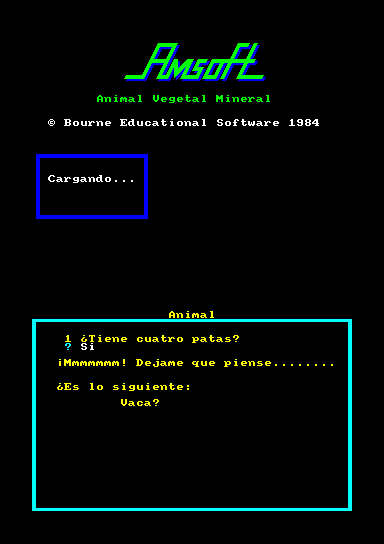 Amsoft
Animal Vegetal Mineral
© Bourne Educational Software 1984
Cargando...
Animal
1 ¿Tiene cuatro patas?
? Si
¡Mmmmmmm! Dejame que piense........
¿Es lo siguiente:
Vaca?